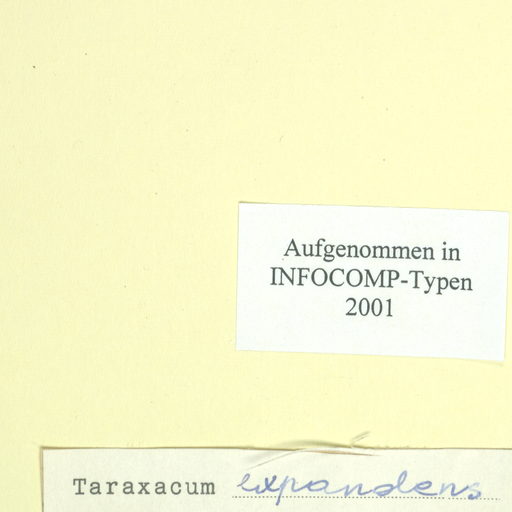 Aufgenommen in
INFOCOMP-Typen
2001
Taraxacum expandens